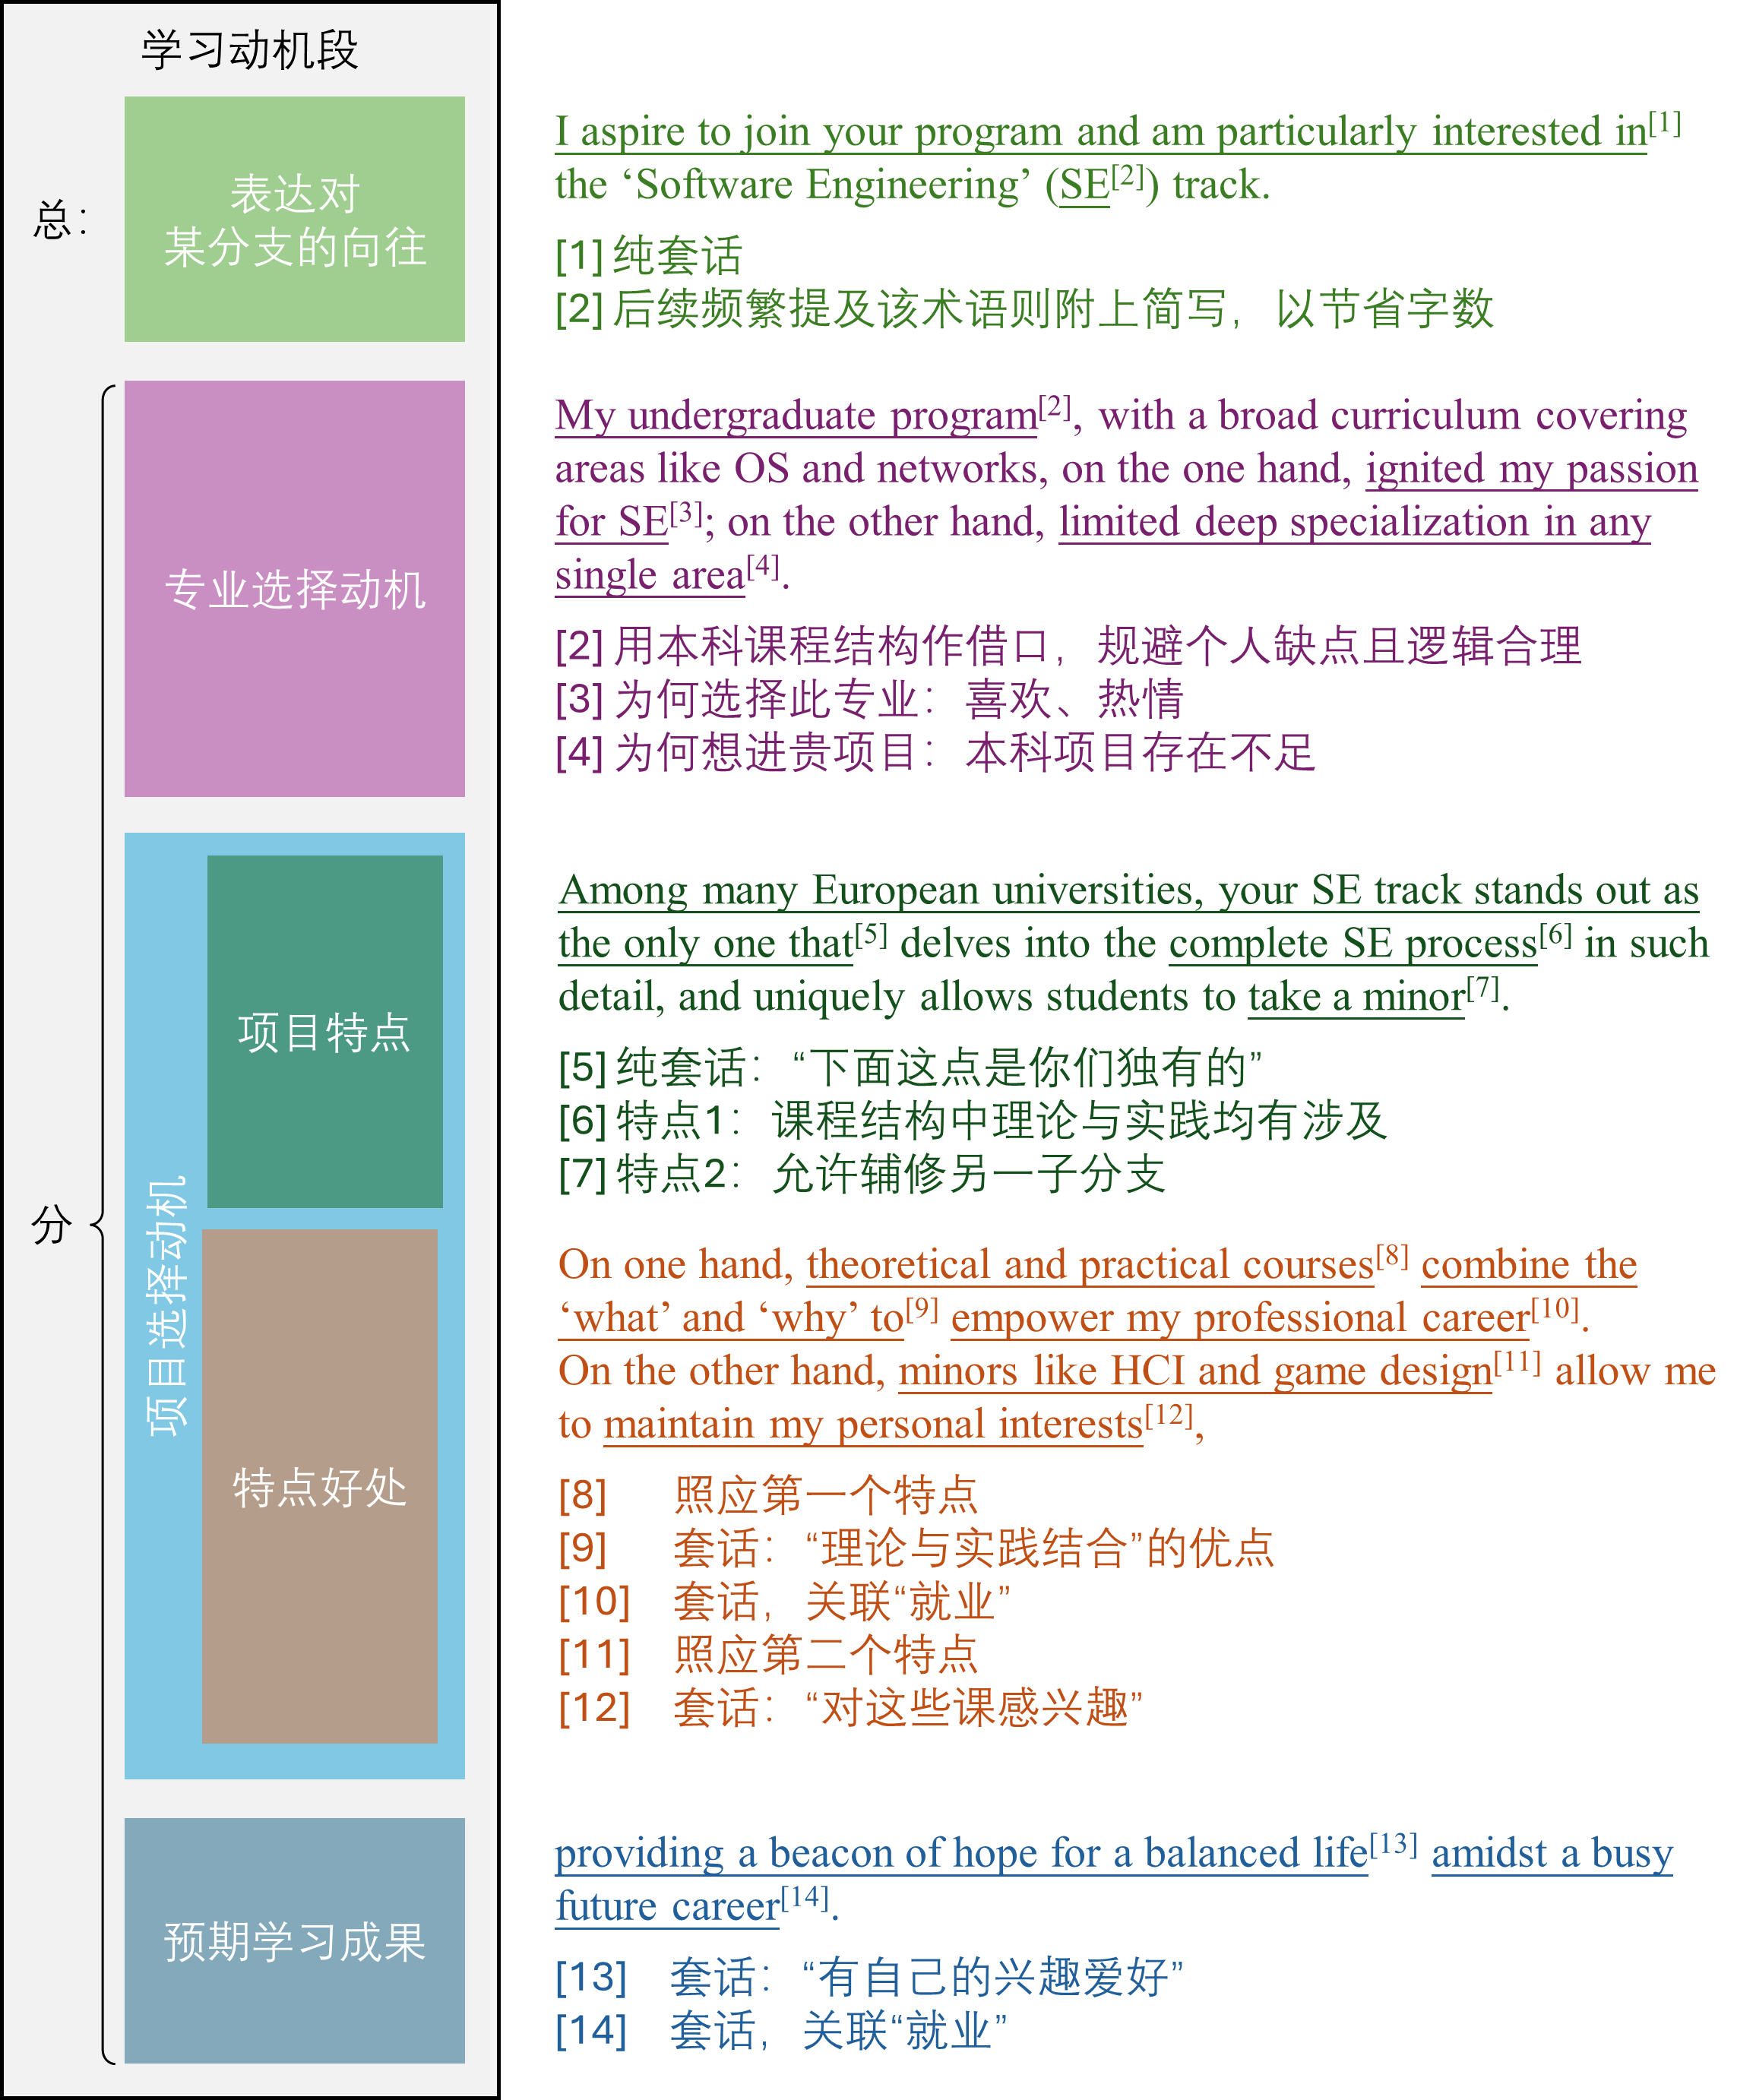 学习动机段
总：
表达对
某分支的向往
I aspire to join your program and am particularly interested in[1]
the ‘Software Engineering’ (SE[2]) track.
[1] 纯套话
[2] 后续频繁提及该术语则附上简写，以节省字数
分
专业选择动机
My undergraduate program[2], with a broad curriculum covering
areas like OS and networks, on the one hand, ignited my passion
for SE[3]; on the other hand, limited deep specialization in any
single area[4].
[2] 用本科课程结构作借口，规避个人缺点且逻辑合理
[3] 为何选择此专业：喜欢、热情
[4] 为何想进贵项目：本科项目存在不足
项目选择动机
项目特点
Among many European universities, your SE track stands out as
the only one that[5] delves into the complete SE process[6] in such
detail, and uniquely allows students to take a minor[7].
[5] 纯套话：“下面这点是你们独有的”
[6] 特点1：课程结构中理论与实践均有涉及
[7] 特点2：允许辅修另一子分支
特点好处
On one hand, theoretical and practical courses[8] combine the
‘what’ and ‘why’ to[9] empower my professional career[10].
On the other hand, minors like HCI and game design[11] allow me
to maintain my personal interests[12],
[8] 照应第一个特点
[9] 套话：“理论与实践结合”的优点
[10] 套话，关联“就业”
[11] 照应第二个特点
[12] 套话：“对这些课感兴趣”
预期学习成果
providing a beacon of hope for a balanced life[13] amidst a busy
future career[14].
[13] 套话：“有自己的兴趣爱好”
[14] 套话，关联“就业”